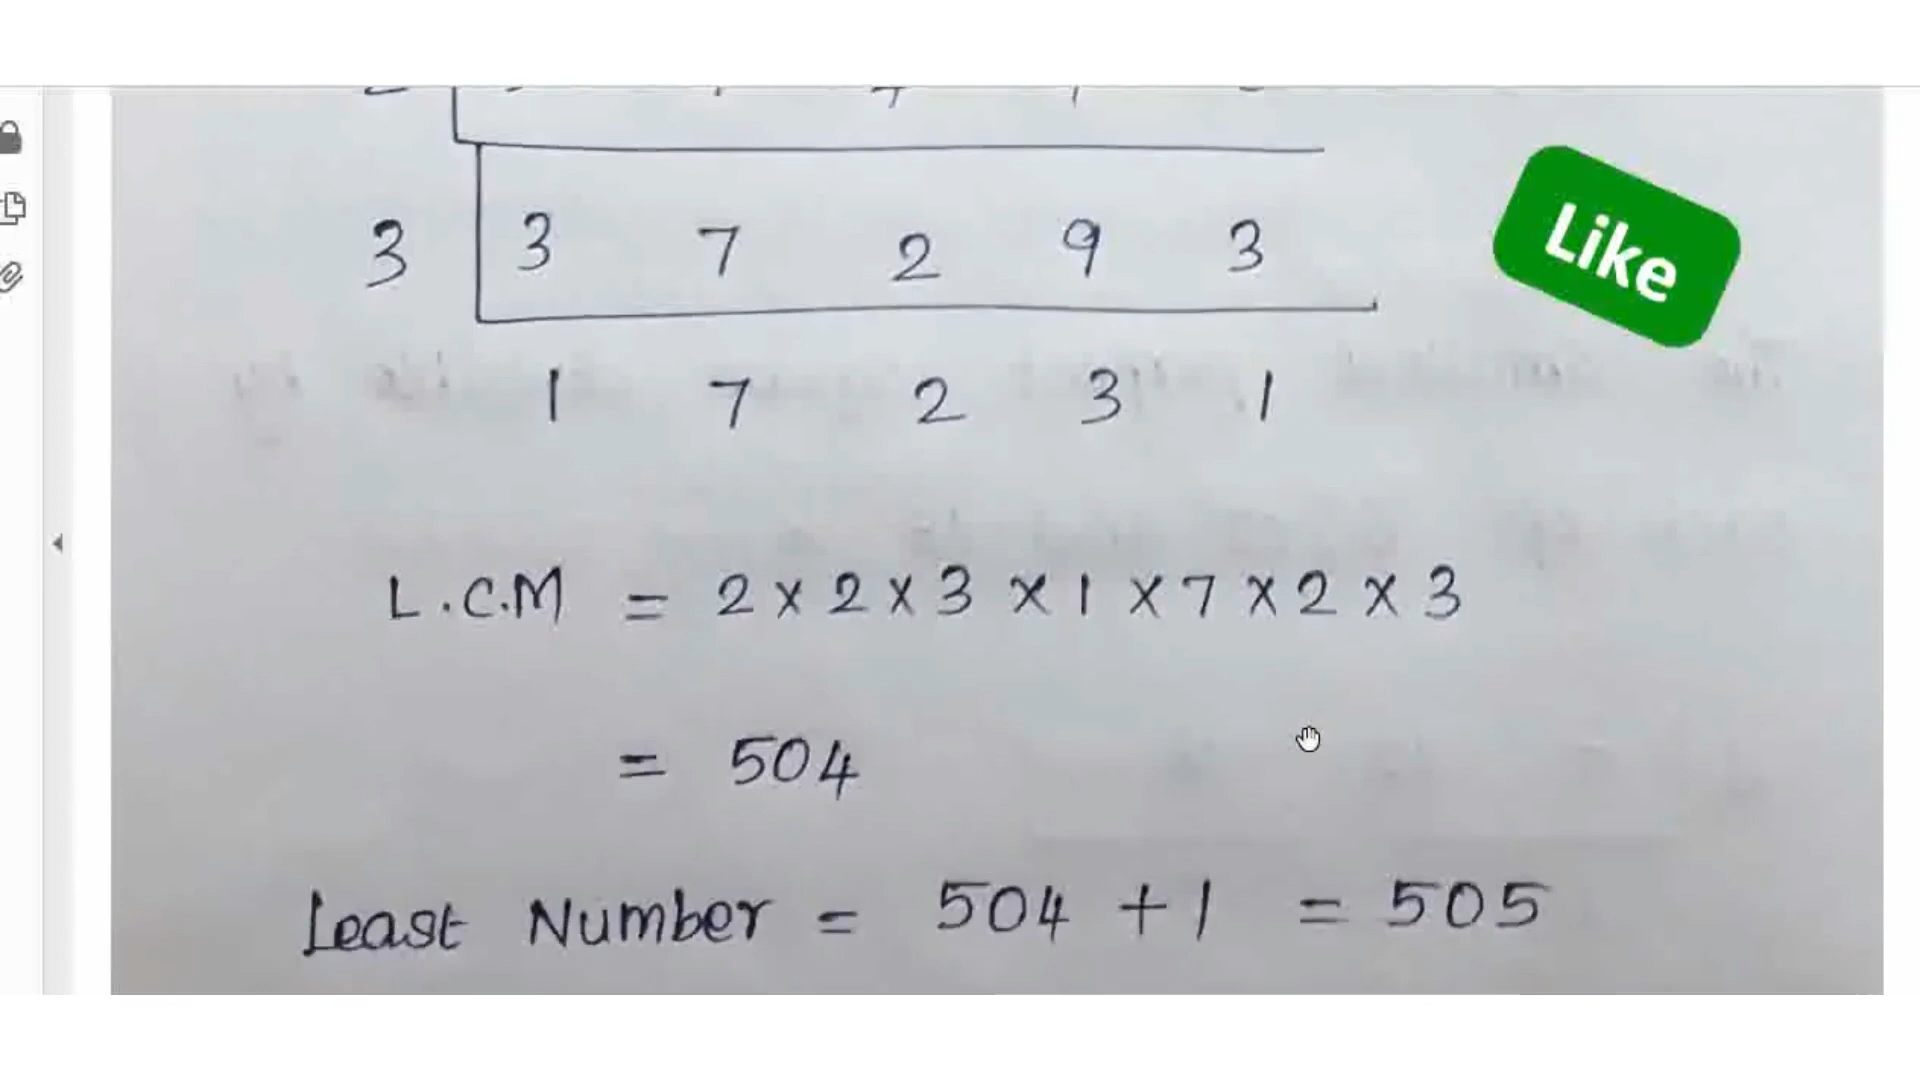 3 3 7 2 9 3
Like
1 7 2 3 1
L.C.M = 2 x 2 x 3 x 1 x 7 x 2 x 3
= 504
Least Number = 504 + 1 = 505